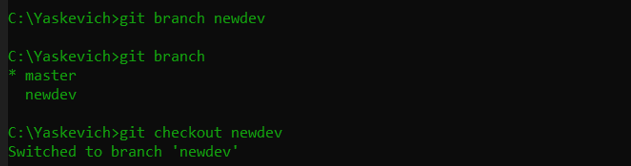 C:\Yaskevich>git branch newdev
C:\Yaskevich>git branch
* master
  newdev
C:\Yaskevich>git checkout newdev
Switched to branch 'newdev'